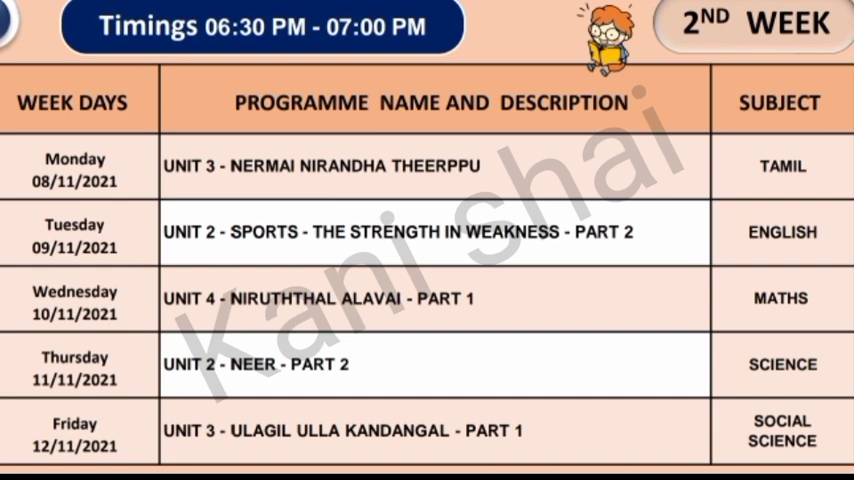 Timings 06:30 PM - 07:00 PM
2ND WEEK
WEEK DAYS PROGRAMME NAME AND DESCRIPTION SUBJECT
Monday
08/11/2021
UNIT 3 - NERMAI NIRANDHA THEERPPU
TAMIL
Tuesday
09/11/2021
UNIT 2 - SPORTS - THE STRENGTH IN WEAKNESS - PART 2
ENGLISH
Wednesday
10/11/2021
UNIT 4 - NIRUTHTHAL ALAVAI - PART 1
MATHS
Thursday
11/11/2021
UNIT 2 - NEER - PART 2
SCIENCE
Friday
12/11/2021
UNIT 3 - ULAGIL ULLA KANDANGAL - PART 1
SOCIAL
SCIENCE
Kani shai